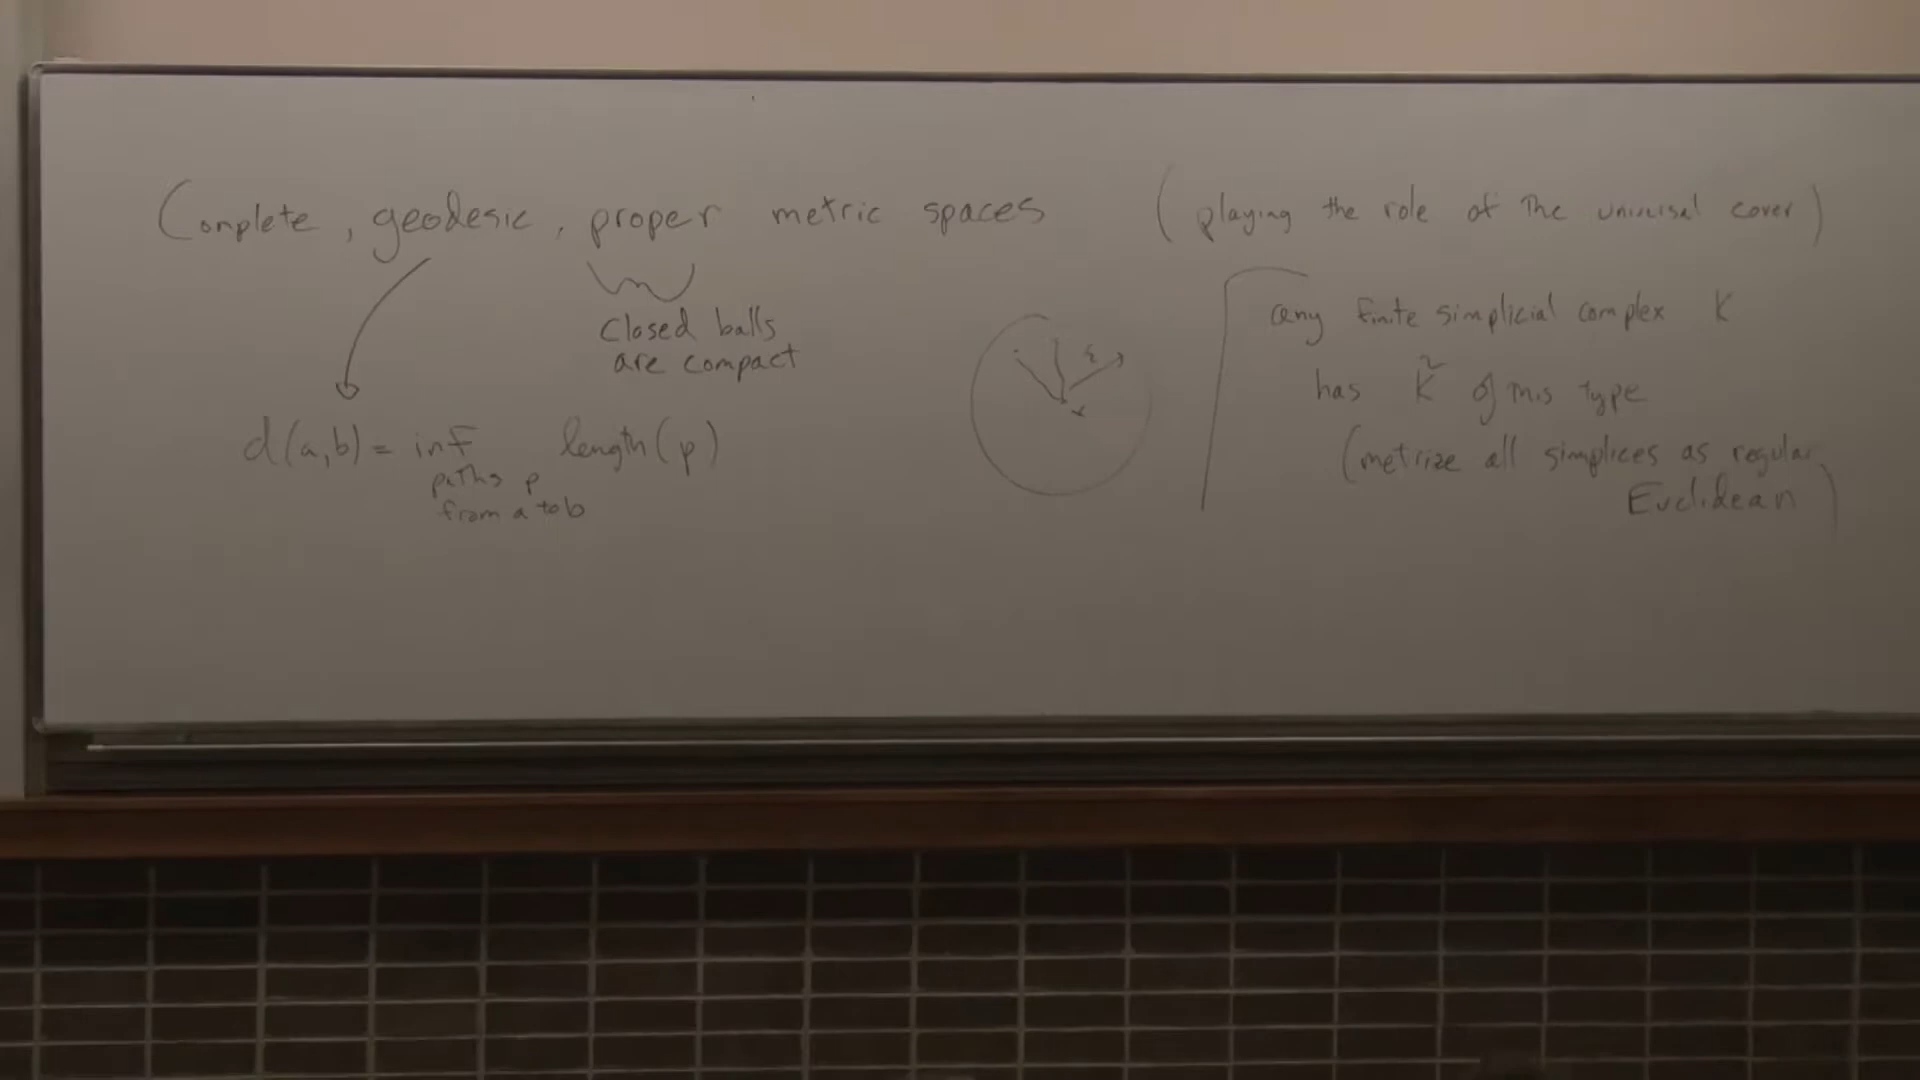 Complete, geodesic, proper metric spaces (playing the role of the universal cover)
closed balls
are compact
d(a,b) = inf length(p)
paths p
from a to b
any finite simplicial complex K
has K̃ of this type
(metrize all simplices as regular
Euclidean)